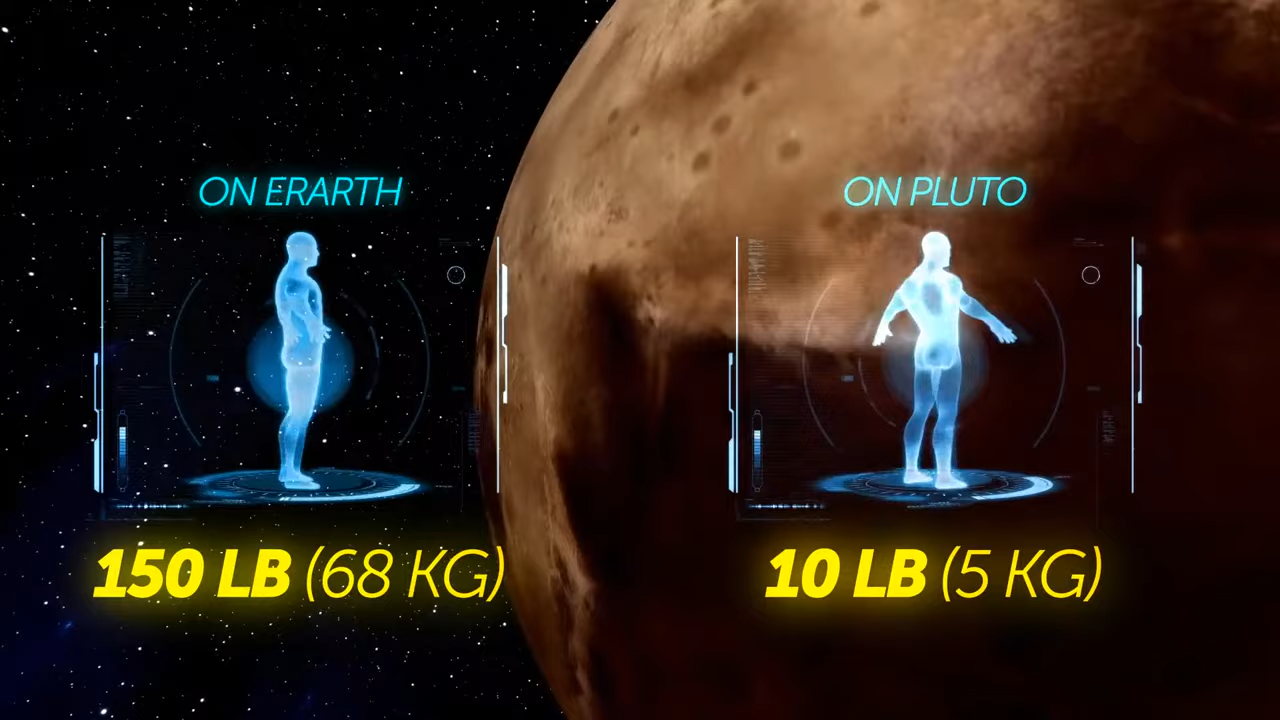 ON ERARTH
ON PLUTO
150 LB (68 KG)
10 LB (5 KG)